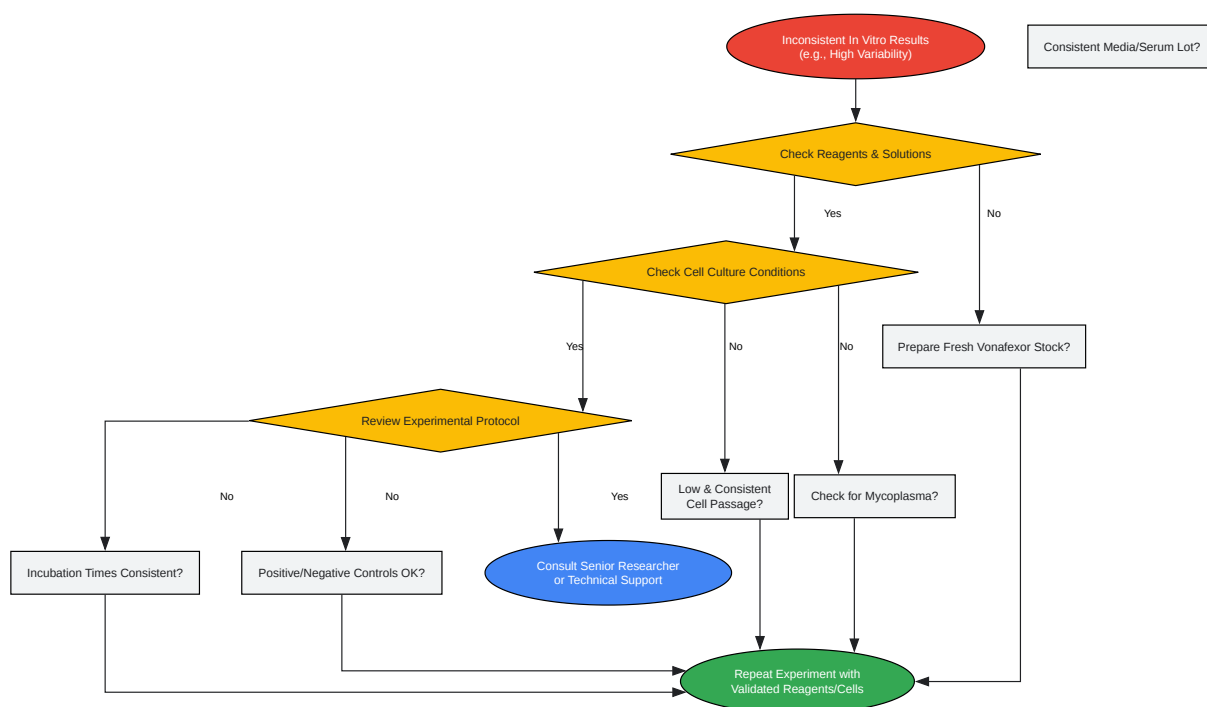 Inconsistent In Vitro Results
(e.g., High Variability)
Consistent Media/Serum Lot?
Check Reagents & Solutions
Yes
No
Check Cell Culture Conditions
Yes
No
No
Prepare Fresh Vonafexor Stock?
Review Experimental Protocol
No
No
Yes
Low & Consistent
Cell Passage?
Check for Mycoplasma?
Incubation Times Consistent?
Positive/Negative Controls OK?
Consult Senior Researcher
or Technical Support
Repeat Experiment with
Validated Reagents/Cells